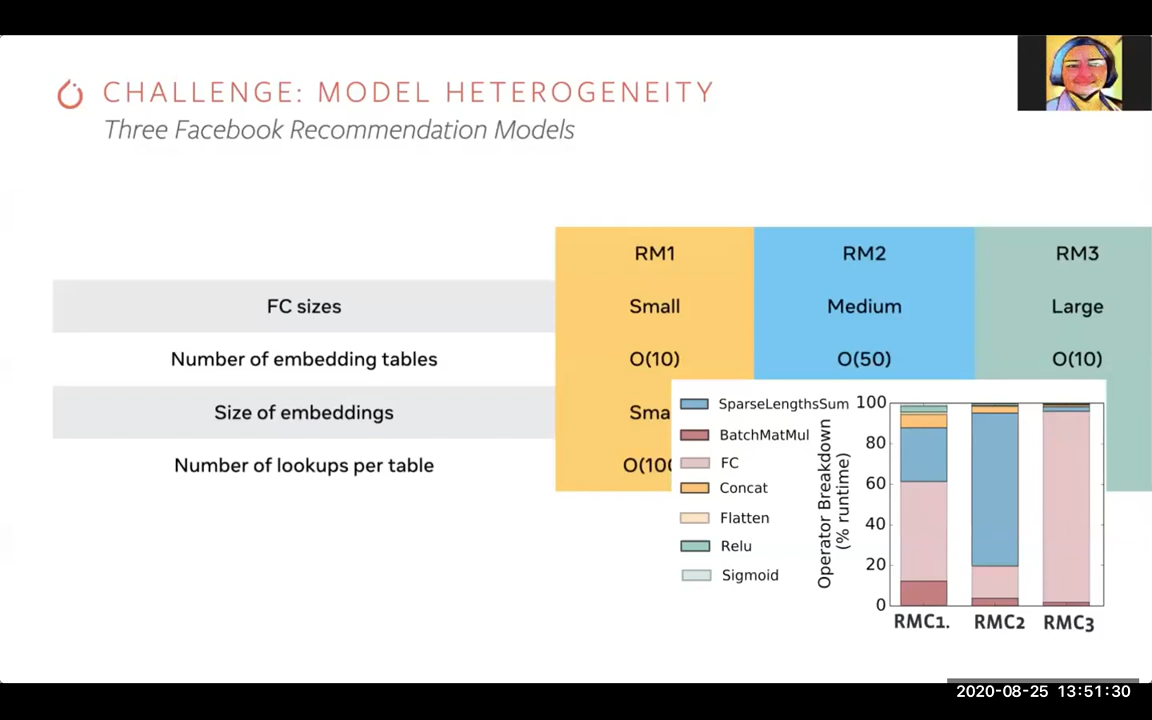 CHALLENGE: MODEL HETEROGENEITY
Three Facebook Recommendation Models
RM1 RM2 RM3
FC sizes Small Medium Large
Number of embedding tables O(10) O(50) O(10)
Size of embeddings
Number of lookups per table
SparseLengthsSum
BatchMatMul
FC
Concat
Flatten
Relu
Sigmoid
Operator Breakdown
(% runtime)
100
80
60
40
20
0
RMC1. RMC2 RMC3
2020-08-25 13:51:30